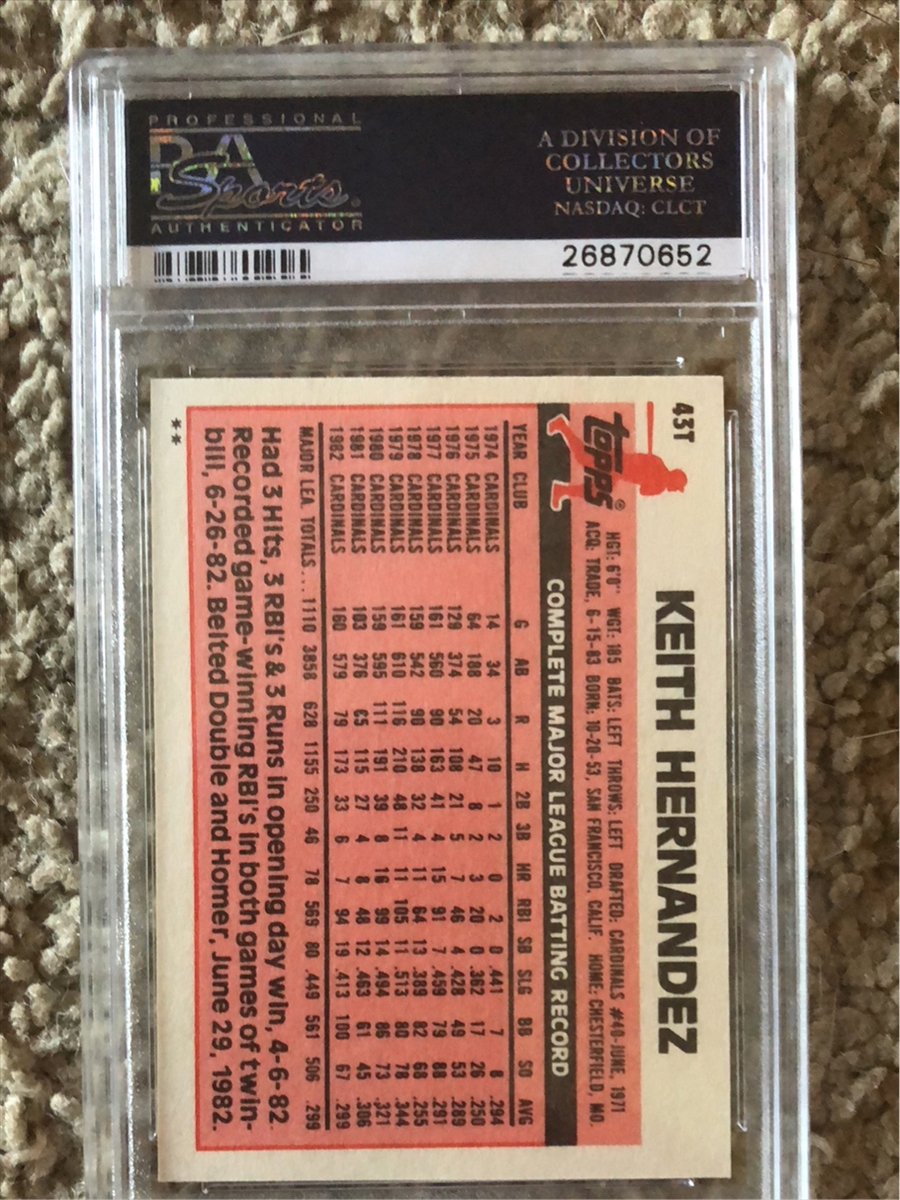 PROFESSIONAL
PSA
Sports
AUTHENTICATOR
A DIVISION OF
COLLECTORS
UNIVERSE
NASDAQ: CLCT
26870652
43T
KEITH HERNANDEZ
topps®
HGT: 6'0" WGT: 185 BATS: LEFT THROWS: LEFT DRAFTED: CARDINALS #40-JUNE, 1971
ACQ: TRADE, 6-15-83 BORN: 10-20-53, SAN FRANCISCO, CALIF. HOME: CHESTERFIELD, MO.
COMPLETE MAJOR LEAGUE BATTING RECORD
YEAR CLUB G AB R H 2B 3B HR RBI SB SLG BB SO AVG
1974 CARDINALS 14 34 3 10 1 2 0 2 0 .441 7 8 .294
1975 CARDINALS 64 188 20 47 8 2 3 20 0 .362 17 26 .250
1976 CARDINALS 129 374 54 108 21 5 7 46 4 .428 49 53 .289
1977 CARDINALS 161 560 90 163 41 4 15 91 7 .459 79 88 .291
1978 CARDINALS 159 542 90 138 32 4 11 64 13 .389 82 68 .255
1979 CARDINALS 161 610 116 210 48 11 11 105 11 .513 80 78 .344
1980 CARDINALS 159 595 111 191 39 8 16 99 14 .494 86 73 .321
1981 CARDINALS 103 376 65 115 27 4 8 48 12 .463 61 45 .306
1982 CARDINALS 160 579 79 173 33 6 7 94 19 .413 100 67 .299
MAJOR LEA. TOTALS... 1110 3858 628 1155 250 46 78 569 80 .449 561 506 .299
Had 3 Hits, 3 RBI's & 3 Runs in opening day win, 4-6-82.
Recorded game-winning RBI's in both games of twin-
bill, 6-26-82. Belted Double and Homer, June 29, 1982.
**